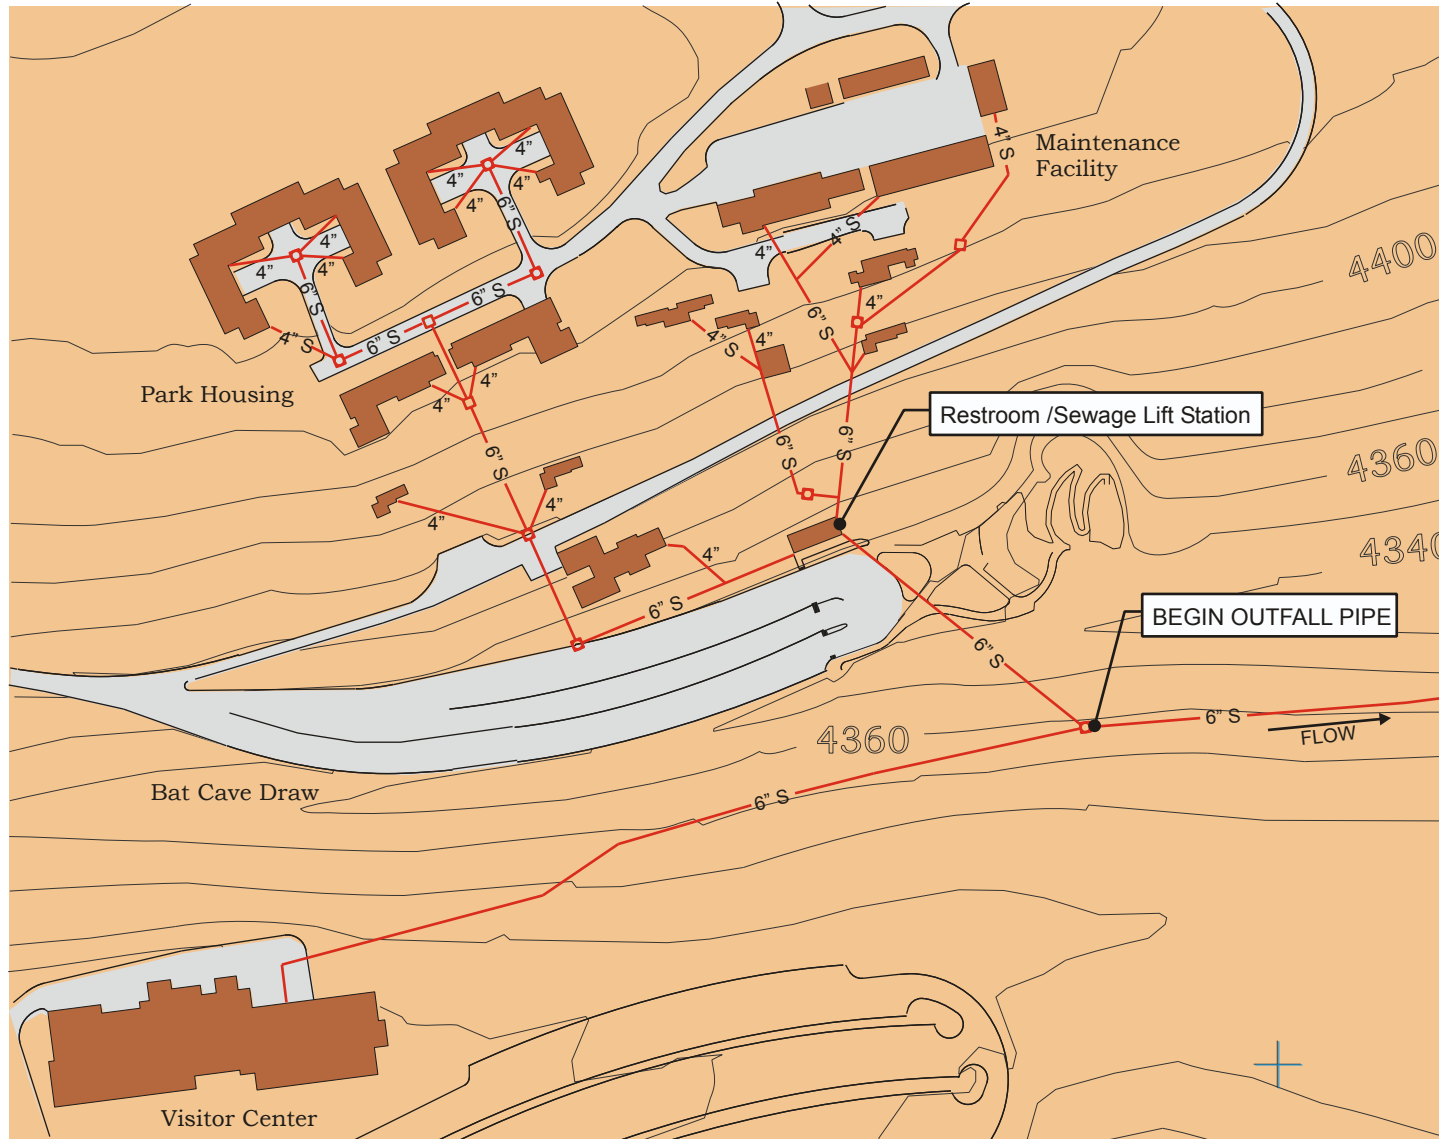 4"
4"
4"
4"
6" S
4" S
Maintenance
Facility
4"
4"
4"
6" S
4" S
4"
4400
6" S
6" S
4"
6" S
4" S
6" S
4" S
4"
4"
4"
Park Housing
Restroom /Sewage Lift Station
6" S
6" S
6" S
4360
4"
4"
4"
4340
6" S
BEGIN OUTFALL PIPE
6" S
6" S
FLOW
4360
Bat Cave Draw
6" S
Visitor Center